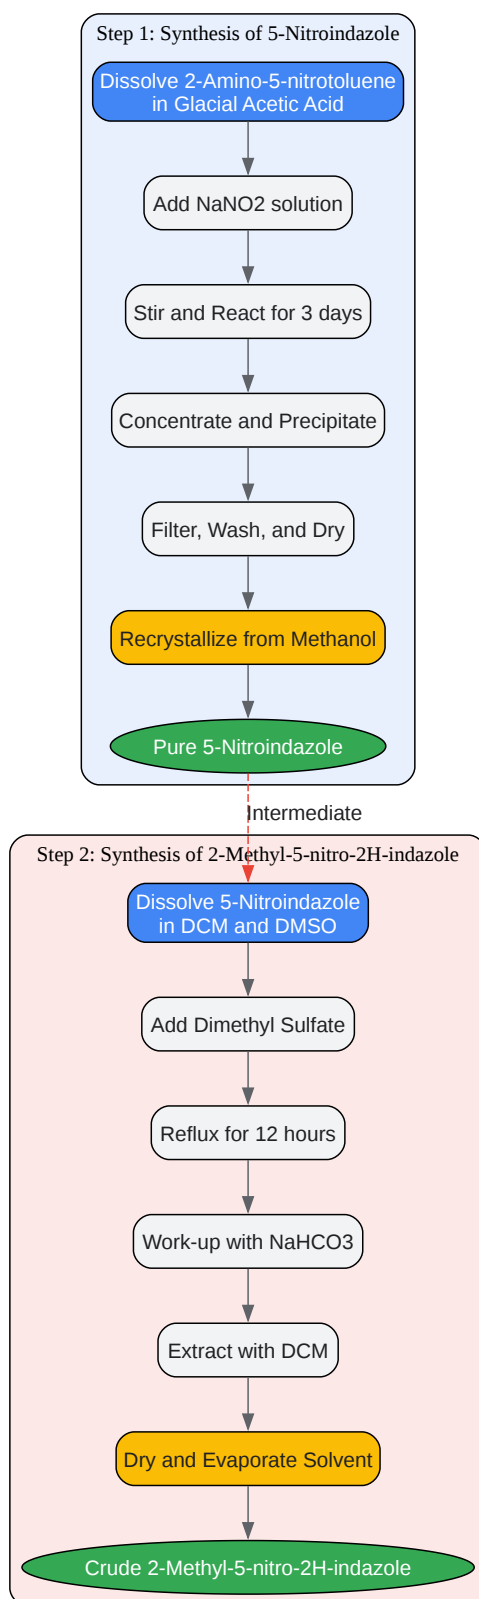 Step 1: Synthesis of 5-Nitroindazole
Dissolve 2-Amino-5-nitrotoluene
in Glacial Acetic Acid
Add NaNO2 solution
Stir and React for 3 days
Concentrate and Precipitate
Filter, Wash, and Dry
Recrystallize from Methanol
Pure 5-Nitroindazole
Intermediate
Step 2: Synthesis of 2-Methyl-5-nitro-2H-indazole
Dissolve 5-Nitroindazole
in DCM and DMSO
Add Dimethyl Sulfate
Reflux for 12 hours
Work-up with NaHCO3
Extract with DCM
Dry and Evaporate Solvent
Crude 2-Methyl-5-nitro-2H-indazole